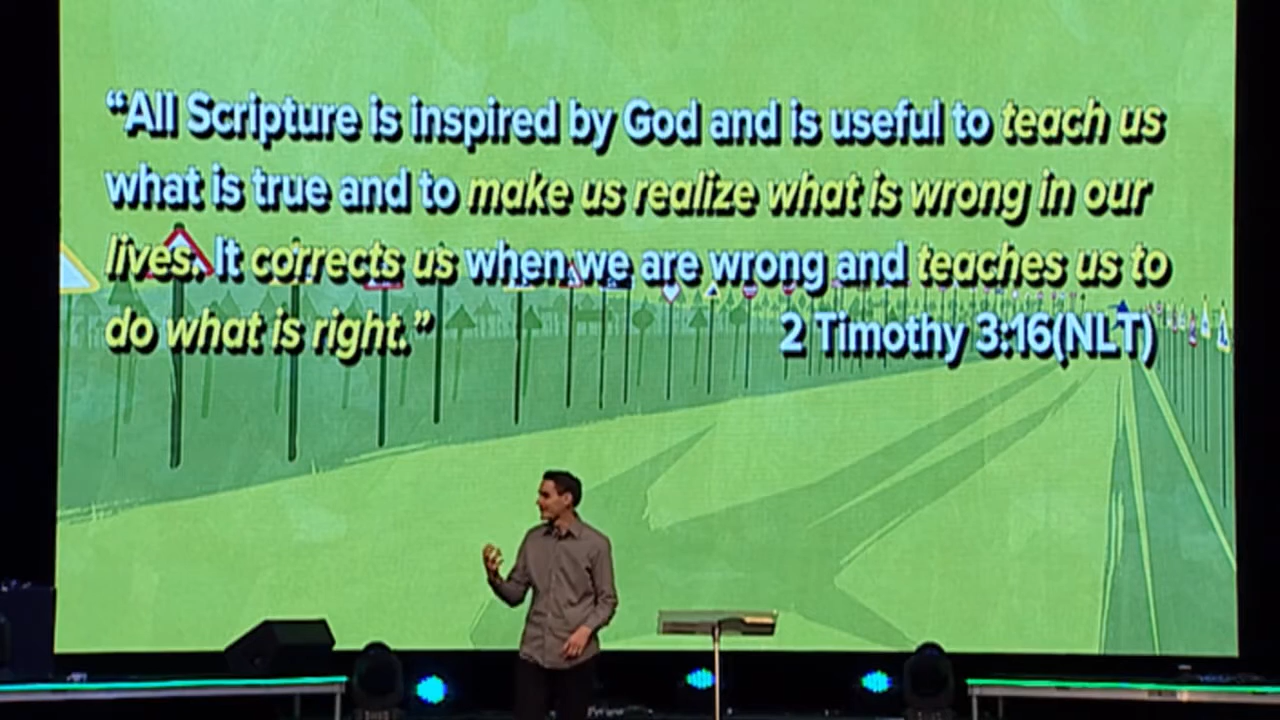 “All Scripture is inspired by God and is useful to teach us
what is true and to make us realize what is wrong in our
lives. It corrects us when we are wrong and teaches us to
do what is right.” 2 Timothy 3:16(NLT)